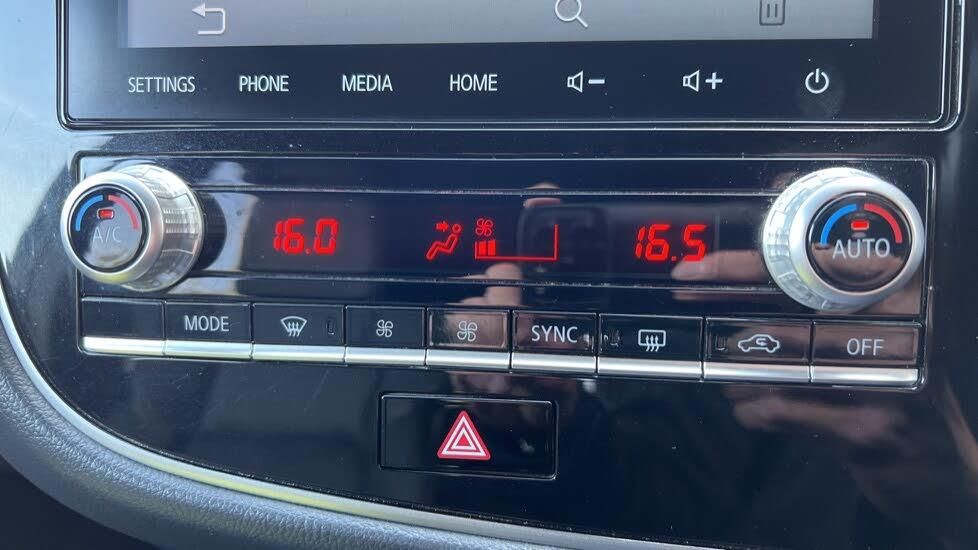 SETTINGS PHONE MEDIA HOME
A/C 16.0 16.5 AUTO
MODE SYNC OFF